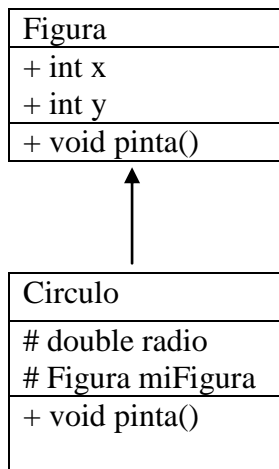 Figura
+ int x
+ int y
+ void pinta()
Circulo
# double radio
# Figura miFigura
+ void pinta()